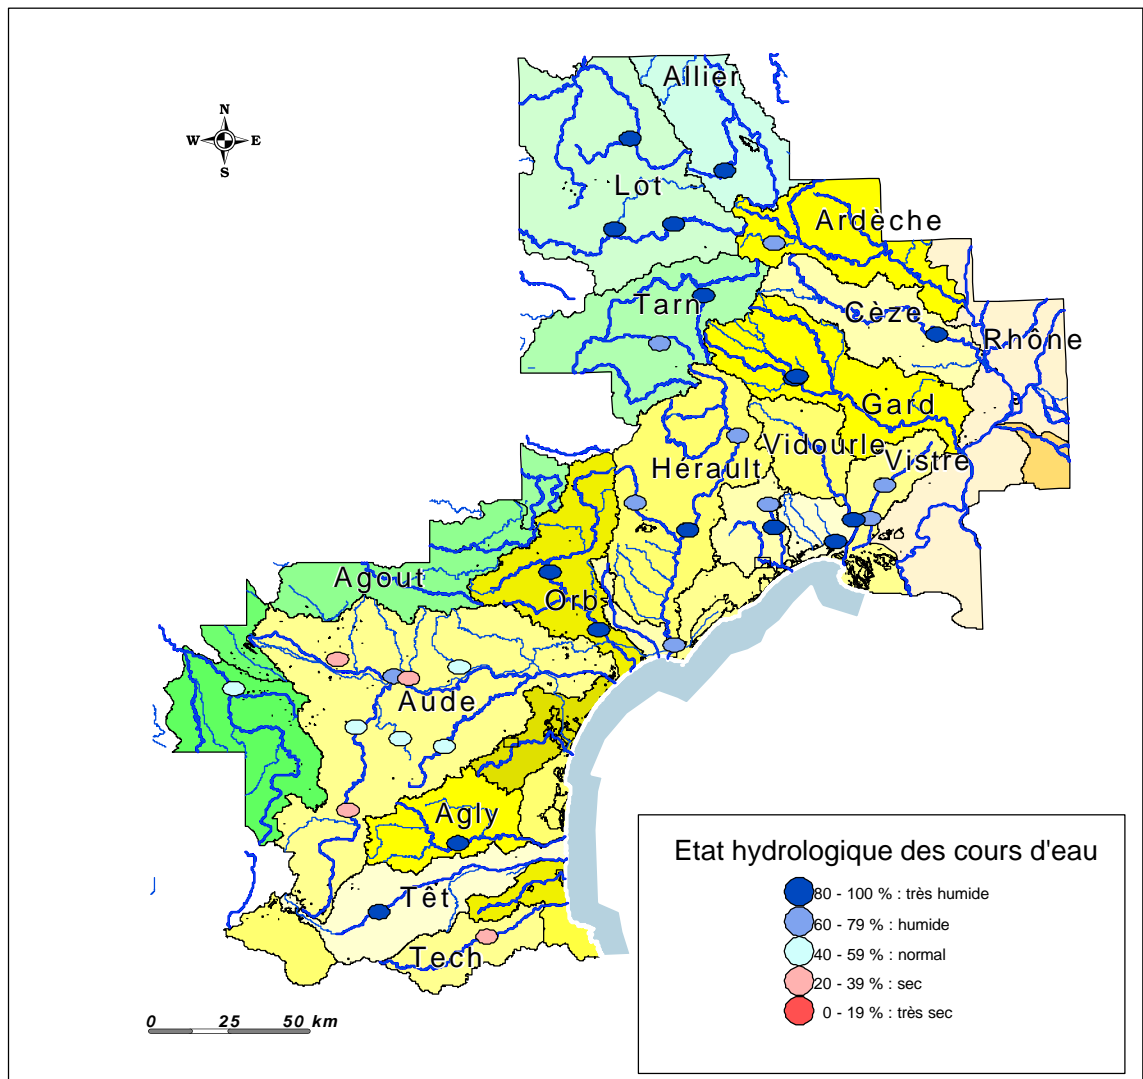 Allier
N
W E
S
Lot
Ardèche
Tarn
Cèze
Rhône
Gard
Vidourle
Hérault
Vistre
Agout
Orb
Aude
Agly
Têt
Tech
Etat hydrologique des cours d'eau
80 - 100 % : très humide
60 - 79 % : humide
40 - 59 % : normal
20 - 39 % : sec
0 - 19 % : très sec
0 25 50 km